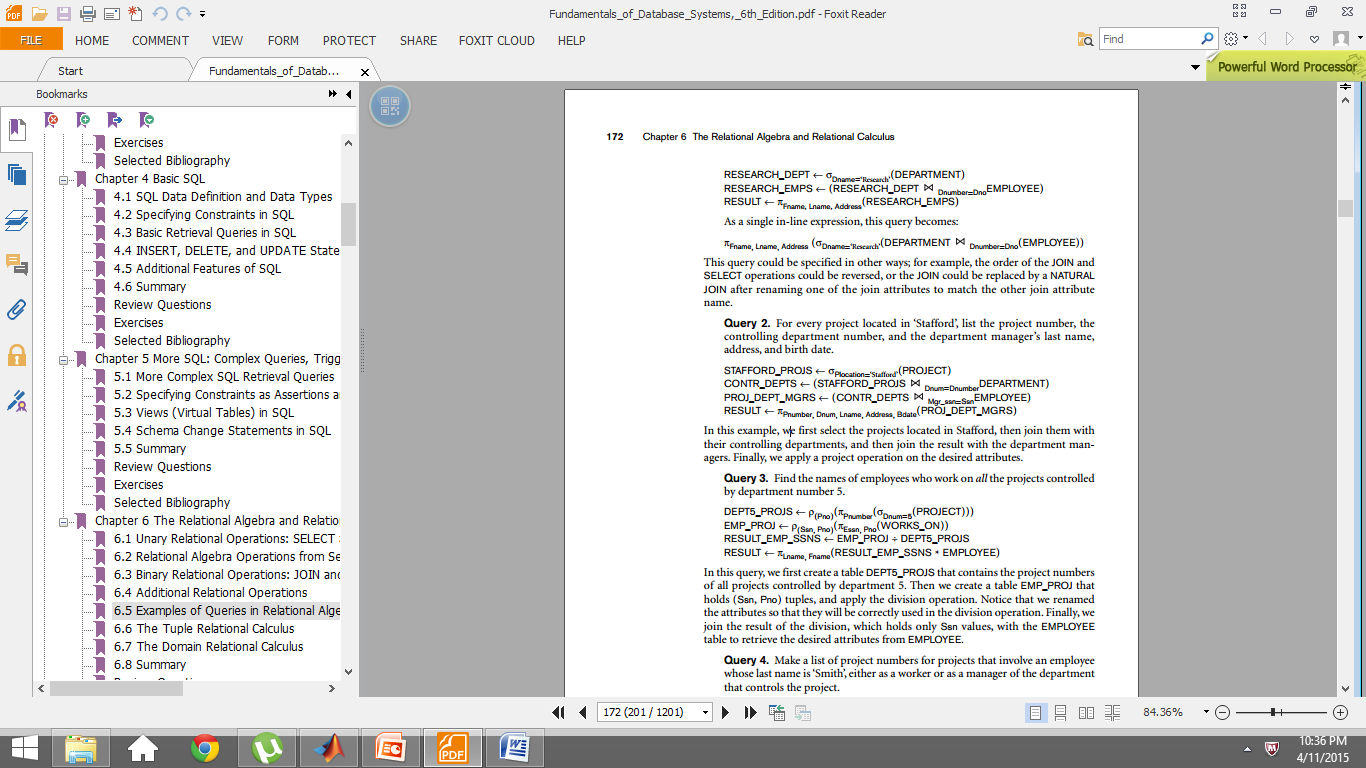 Fundamentals_of_Database_Systems,_6th_Edition.pdf - Foxit Reader
FILE HOME COMMENT VIEW FORM PROTECT SHARE FOXIT CLOUD HELP
Find
Start
Fundamentals_of_Datab...
Powerful Word Processor
Bookmarks
Exercises
Selected Bibliography
Chapter 4 Basic SQL
4.1 SQL Data Definition and Data Types
4.2 Specifying Constraints in SQL
4.3 Basic Retrieval Queries in SQL
4.4 INSERT, DELETE, and UPDATE State
4.5 Additional Features of SQL
4.6 Summary
Review Questions
Exercises
Selected Bibliography
Chapter 5 More SQL: Complex Queries, Trigg
5.1 More Complex SQL Retrieval Queries
5.2 Specifying Constraints as Assertions a
5.3 Views (Virtual Tables) in SQL
5.4 Schema Change Statements in SQL
5.5 Summary
Review Questions
Exercises
Selected Bibliography
Chapter 6 The Relational Algebra and Relatio
6.1 Unary Relational Operations: SELECT
6.2 Relational Algebra Operations from Se
6.3 Binary Relational Operations: JOIN and
6.4 Additional Relational Operations
6.5 Examples of Queries in Relational Alge
6.6 The Tuple Relational Calculus
6.7 The Domain Relational Calculus
6.8 Summary
172 Chapter 6 The Relational Algebra and Relational Calculus
RESEARCH_DEPT ← σDname='Research'(DEPARTMENT)
RESEARCH_EMPS ← (RESEARCH_DEPT ⋈ Dnumber=DnoEMPLOYEE)
RESULT ← πFname, Lname, Address(RESEARCH_EMPS)
As a single in-line expression, this query becomes:
πFname, Lname, Address (σDname='Research'(DEPARTMENT ⋈ Dnumber=Dno(EMPLOYEE))
This query could be specified in other ways; for example, the order of the JOIN and
SELECT operations could be reversed, or the JOIN could be replaced by a NATURAL
JOIN after renaming one of the join attributes to match the other join attribute
name.
Query 2. For every project located in 'Stafford', list the project number, the
controlling department number, and the department manager's last name,
address, and birth date.
STAFFORD_PROJS ← σPlocation='Stafford'(PROJECT)
CONTR_DEPTS ← (STAFFORD_PROJS ⋈ Dnum=DnumberDEPARTMENT)
PROJ_DEPT_MGRS ← (CONTR_DEPTS ⋈ Mgr_ssn=SsnEMPLOYEE)
RESULT ← πPnumber, Dnum, Lname, Address, Bdate(PROJ_DEPT_MGRS)
In this example, we first select the projects located in Stafford, then join them with
their controlling departments, and then join the result with the department man-
agers. Finally, we apply a project operation on the desired attributes.
Query 3. Find the names of employees who work on all the projects controlled
by department number 5.
DEPT5_PROJS ← ρ(Pno)(πPnumber(σDnum=5(PROJECT)))
EMP_PROJ ← ρ(Ssn, Pno)(πEssn, Pno(WORKS_ON))
RESULT_EMP_SSNS ← EMP_PROJ ÷ DEPT5_PROJS
RESULT ← πLname, Fname(RESULT_EMP_SSNS * EMPLOYEE)
In this query, we first create a table DEPT5_PROJS that contains the project numbers
of all projects controlled by department 5. Then we create a table EMP_PROJ that
holds (Ssn, Pno) tuples, and apply the division operation. Notice that we renamed
the attributes so that they will be correctly used in the division operation. Finally, we
join the result of the division, which holds only Ssn values, with the EMPLOYEE
table to retrieve the desired attributes from EMPLOYEE.
Query 4. Make a list of project numbers for projects that involve an employee
whose last name is 'Smith', either as a worker or as a manager of the department
that controls the project.
172 (201 / 1201)
84.36%
10:36 PM
4/11/2015